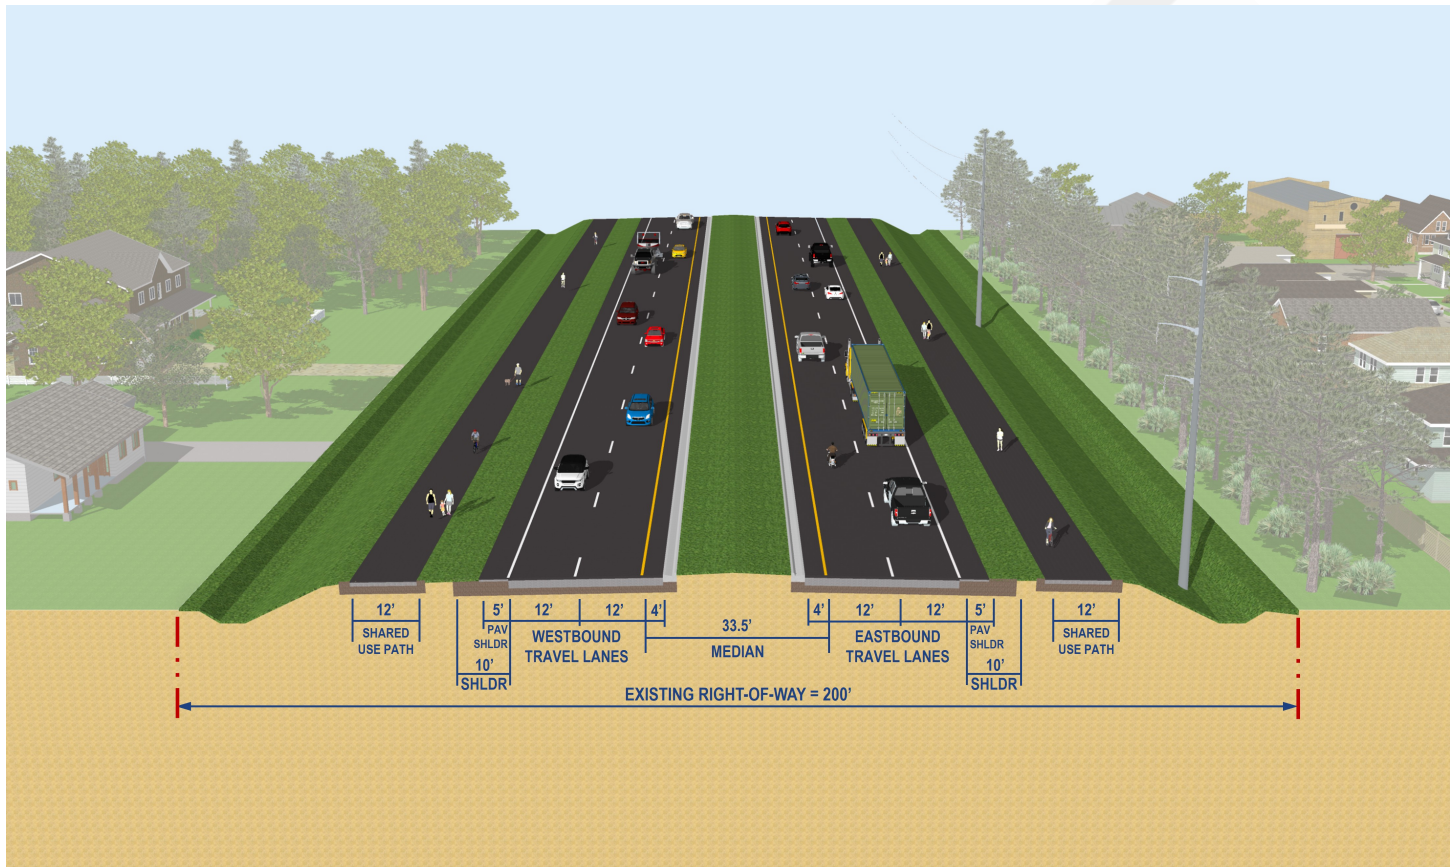 12’ 5’ 12’ 12’ 4’ 33.5’ 4’ 12’ 12’ 5’ 12’
SHARED
USE PATH
PAV
SHLDR
WESTBOUND
TRAVEL LANES
MEDIAN
EASTBOUND
TRAVEL LANES
PAV
SHLDR
SHARED
USE PATH
10’
SHLDR
10’
SHLDR
EXISTING RIGHT-OF-WAY = 200’